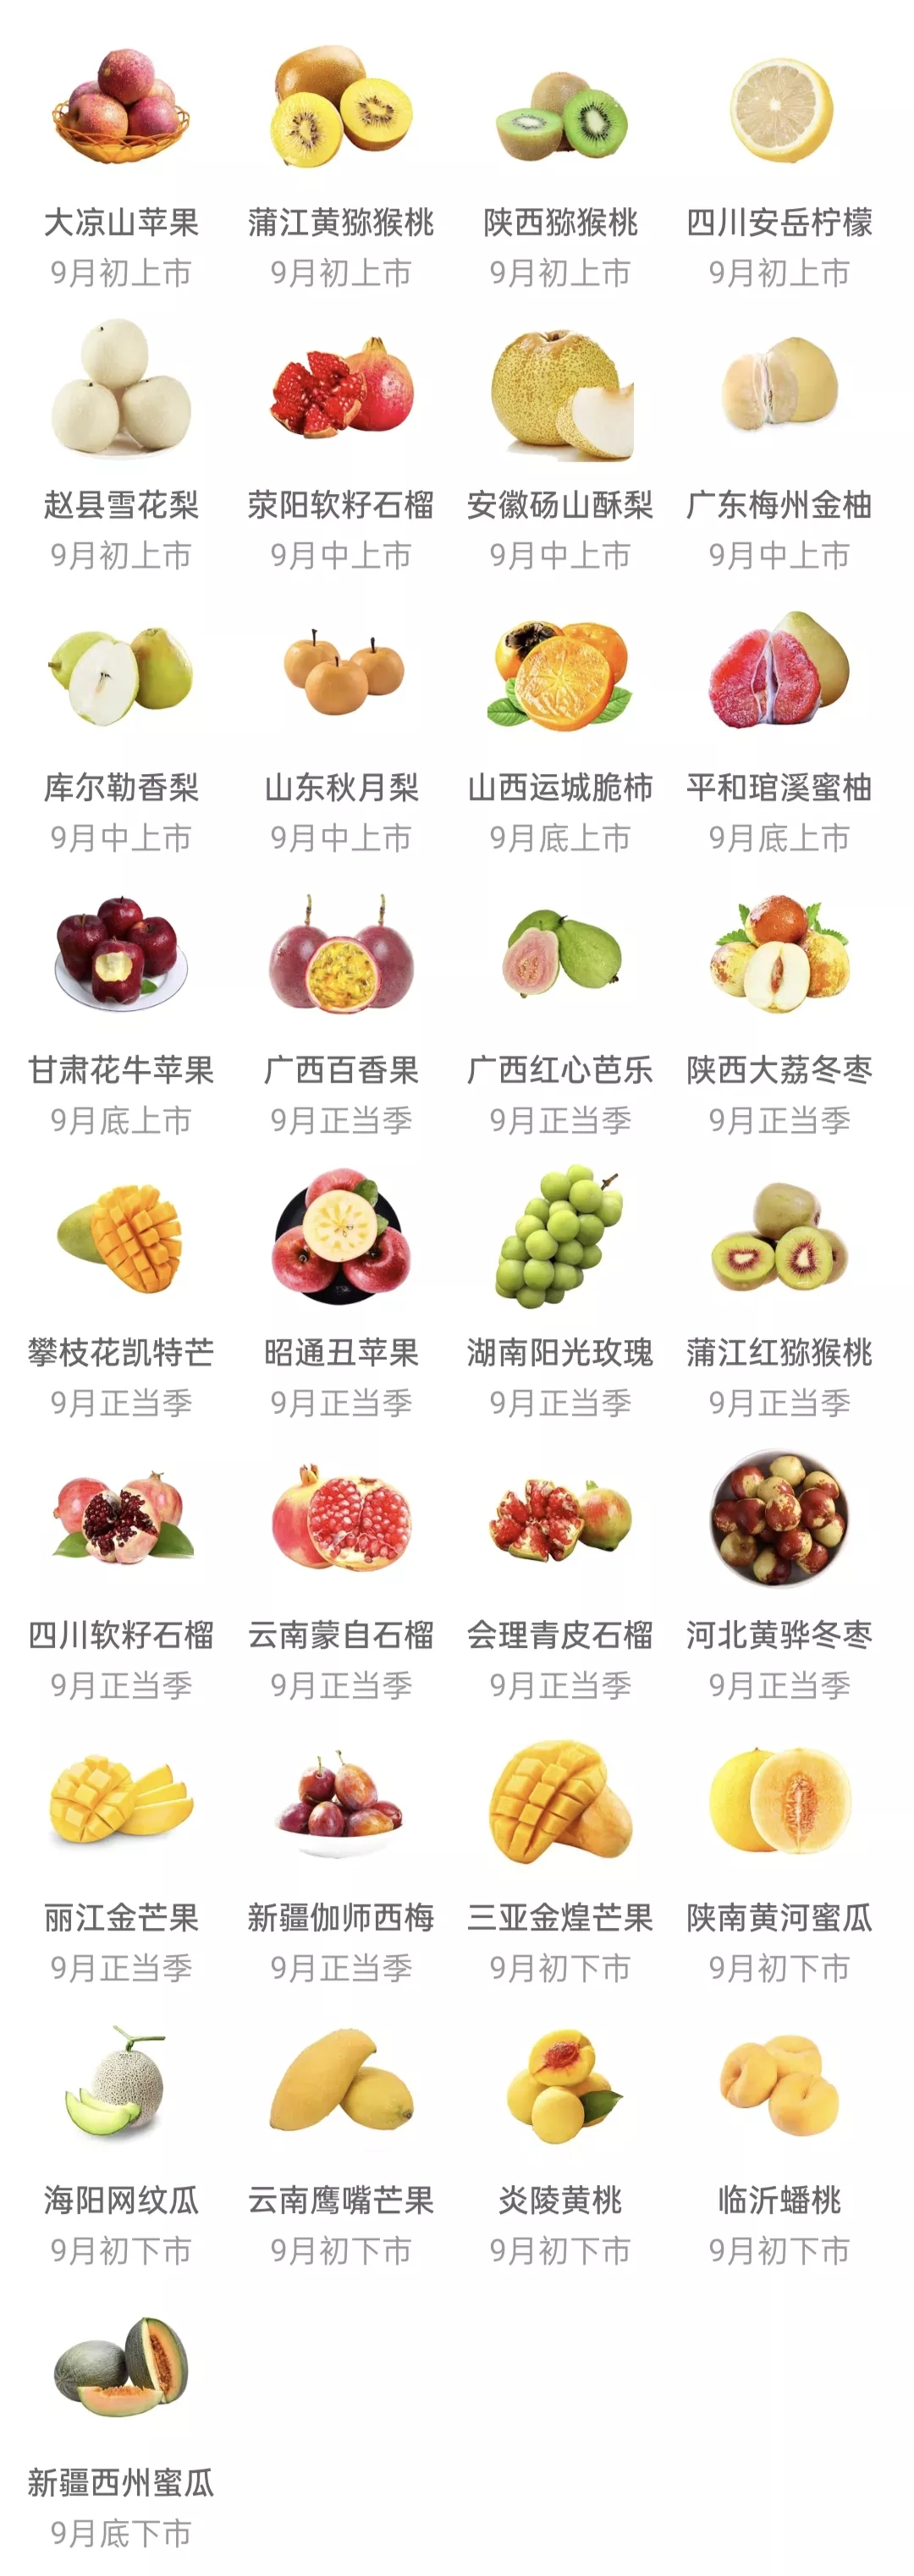 大凉山苹果 蒲江黄猕猴桃 陕西猕猴桃 四川安岳柠檬
9月初上市 9月初上市 9月初上市 9月初上市
赵县雪花梨 荥阳软籽石榴 安徽砀山酥梨 广东梅州金柚
9月初上市 9月中上市 9月中上市 9月中上市
库尔勒香梨 山东秋月梨 山西运城脆柿 平和琯溪蜜柚
9月中上市 9月中上市 9月底上市 9月底上市
甘肃花牛苹果 广西百香果 广西红心芭乐 陕西大荔冬枣
9月底上市 9月正当季 9月正当季 9月正当季
攀枝花凯特芒 昭通丑苹果 湖南阳光玫瑰 蒲江红猕猴桃
9月正当季 9月正当季 9月正当季 9月正当季
四川软籽石榴 云南蒙自石榴 会理青皮石榴 河北黄骅冬枣
9月正当季 9月正当季 9月正当季 9月正当季
丽江金芒果 新疆伽师西梅 三亚金煌芒果 陕南黄河蜜瓜
9月正当季 9月正当季 9月初下市 9月初下市
海阳网纹瓜 云南鹰嘴芒果 炎陵黄桃 临沂蟠桃
9月初下市 9月初下市 9月初下市 9月初下市
新疆西州蜜瓜
9月底下市